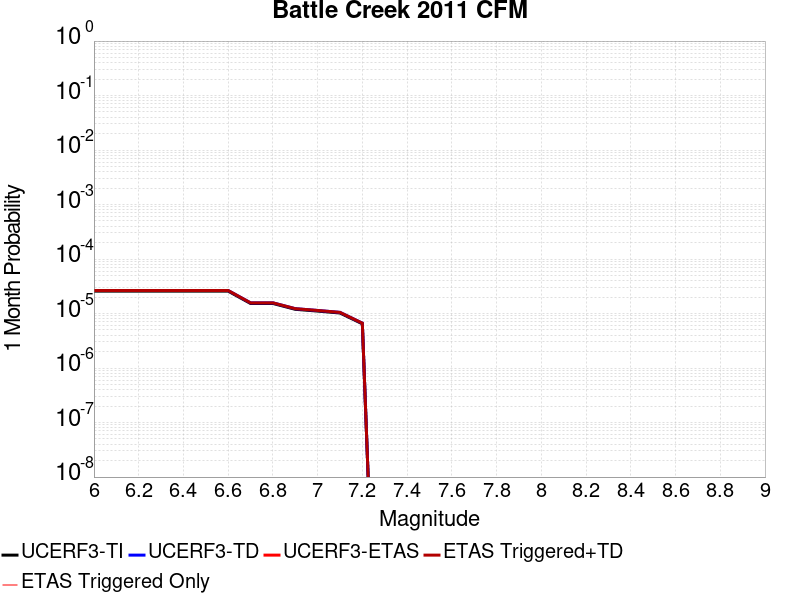 Battle Creek 2011 CFM
10 0
10 -1
10 -2
10 -3
10 -4
10 -5
10 -6
10 -7
10 -8
1 Month Probability
6 6.2 6.4 6.6 6.8 7 7.2 7.4 7.6 7.8 8 8.2 8.4 8.6 8.8 9
Magnitude
UCERF3-TI UCERF3-TD UCERF3-ETAS ETAS Triggered+TD
ETAS Triggered Only